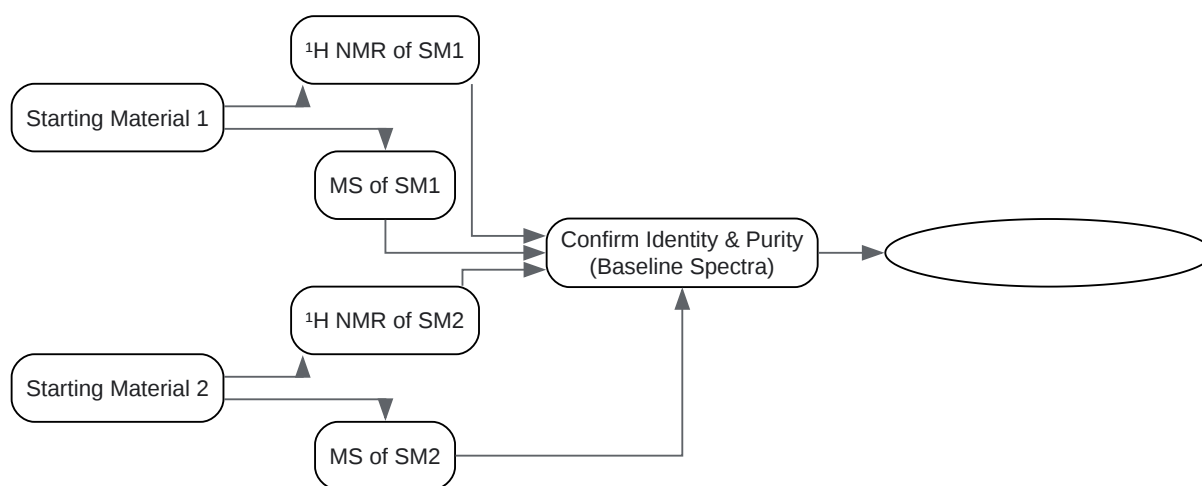 ¹H NMR of SM1
Starting Material 1
MS of SM1
Confirm Identity & Purity
(Baseline Spectra)
¹H NMR of SM2
Starting Material 2
MS of SM2